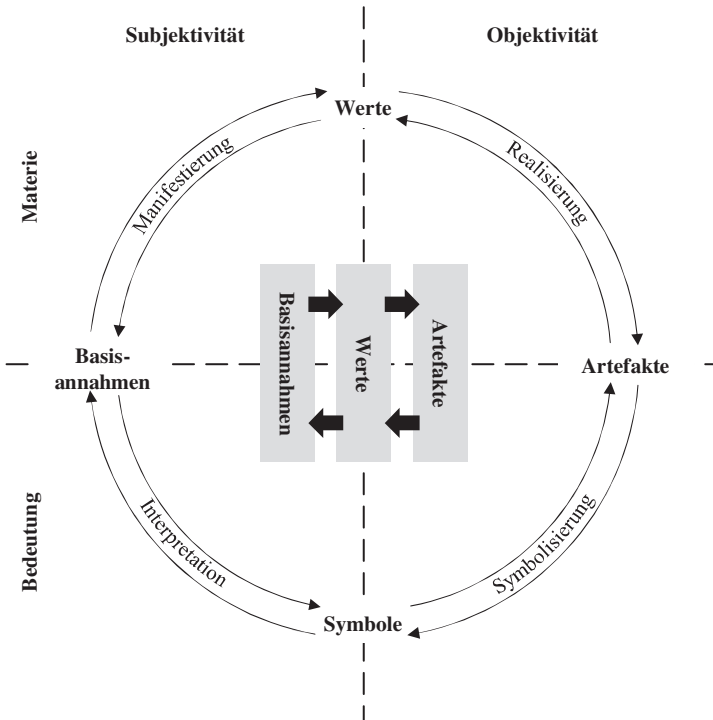 Subjektivität
Objektivität
Werte
Materie
Manifestierung
Realisierung
Basisannahmen
Werte
Artefakte
Basis-
annahmen
Artefakte
Bedeutung
Interpretation
Symbolisierung
Symbole